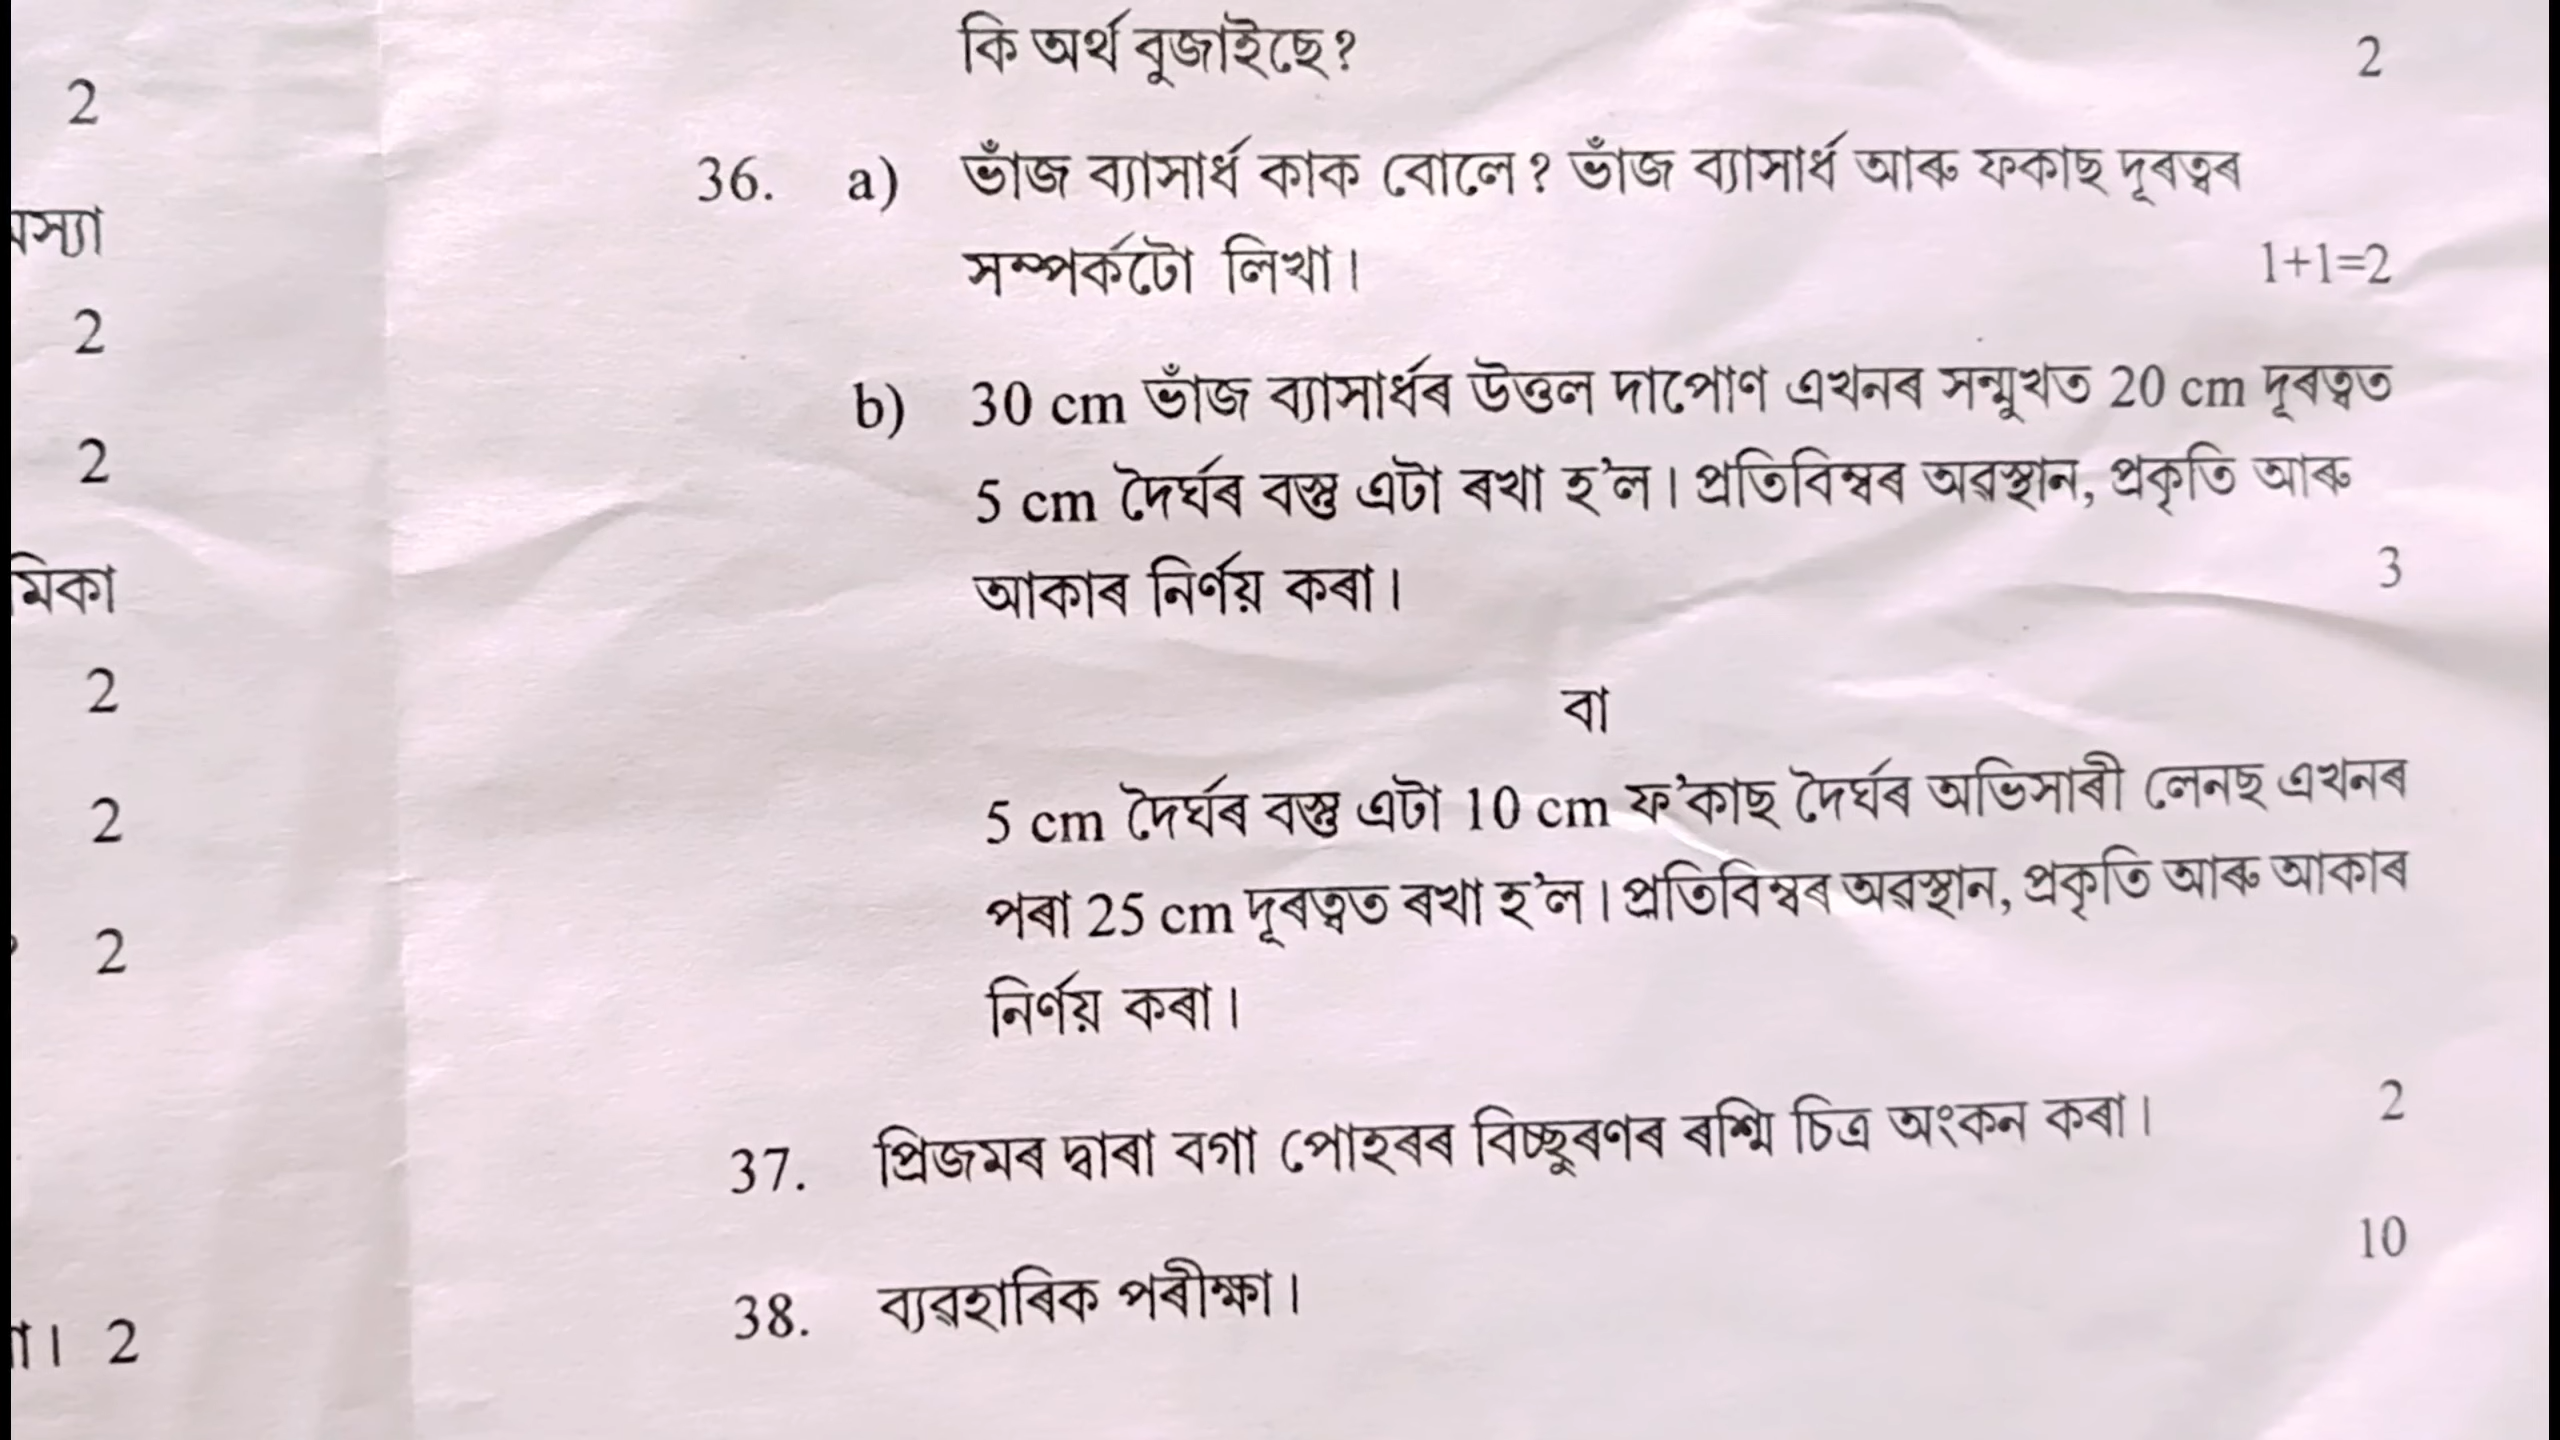 2
মিকা
2
2
2
2
2
2
কি অৰ্থ বুজাইছে? 2
36. a) ভাঁজ ব্যাসাৰ্ধ কাক বোলে? ভাঁজ ব্যাসাৰ্ধ আৰু ফকাছ দূৰত্বৰ
সম্পৰ্কটো লিখা। 1+1=2
b) 30 cm ভাঁজ ব্যাসাৰ্ধৰ উত্তল দাপোণ এখনৰ সন্মুখত 20 cm দূৰত্বত
5 cm দৈৰ্ঘৰ বস্তু এটা ৰখা হ'ল। প্ৰতিবিম্বৰ অৱস্থান, প্ৰকৃতি আৰু
আকাৰ নিৰ্ণয় কৰা। 3
বা
5 cm দৈৰ্ঘৰ বস্তু এটা 10 cm ফ'কাছ দৈৰ্ঘৰ অভিসাৰী লেনছ এখনৰ
পৰা 25 cm দূৰত্বত ৰখা হ'ল। প্ৰতিবিম্বৰ অৱস্থান, প্ৰকৃতি আৰু আকাৰ
নিৰ্ণয় কৰা।
37. প্ৰিজমৰ দ্বাৰা বগা পোহৰৰ বিচ্ছুৰণৰ ৰশ্মি চিত্ৰ অংকন কৰা। 2
38. ব্যৱহাৰিক পৰীক্ষা। 10